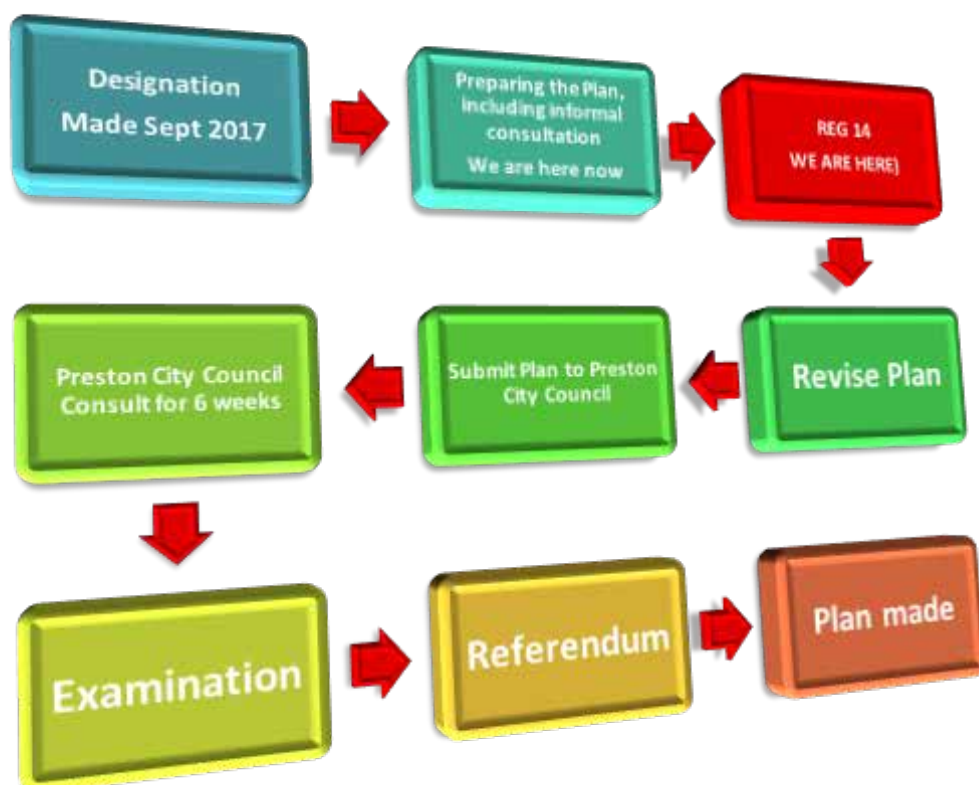 Designation
Made Sept 2017
Preparing the Plan,
including informal
consultation
We are here now
REG 14
WE ARE HERE)
Revise Plan
Submit Plan to Preston
City Council
Preston City Council
Consult for 6 weeks
Examination
Referendum
Plan made